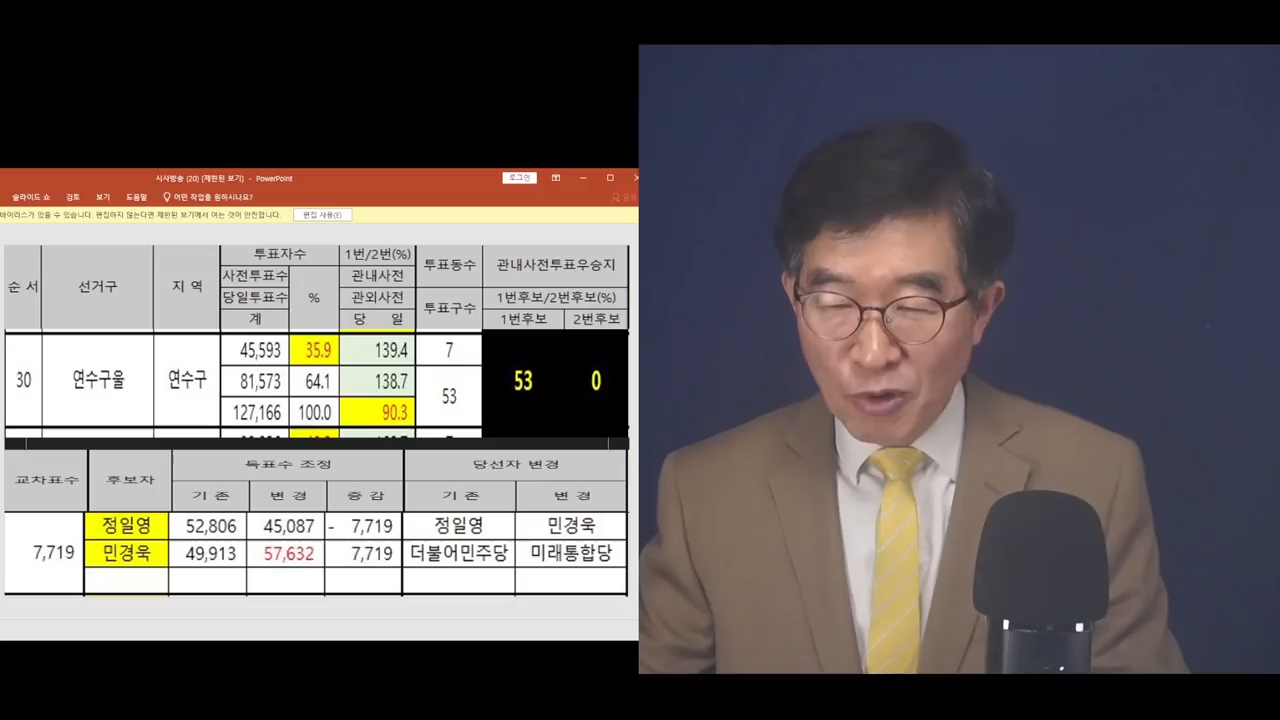 시사방송 (20) [제한된 보기] - PowerPoint
로그인
슬라이드 쇼 검토 보기 도움말 어떤 작업을 원하시나요?
바이러스가 있을 수 있습니다. 편집하지 않는다면 제한된 보기에서 여는 것이 안전합니다. 편집 사용(E)
순 서 선거구 지 역 투표자수 1번/2번(%) 투표동수 관내사전투표우승지
사전투표수 % 관내사전
당일투표수 관외사전 투표구수 1번후보/2번후보(%)
계 당 일 1번후보 2번후보
30 연수구울 연수구 45,593 35.9 139.4 7 53 0
81,573 64.1 138.7 53
127,166 100.0 90.3
교차표수 후보자 득표수 조정 당선자 변경
기 존 변 경 증 감 기 존 변 경
7,719 정일영 52,806 45,087 - 7,719 정일영 민경욱
민경욱 49,913 57,632 7,719 더불어민주당 미래통합당